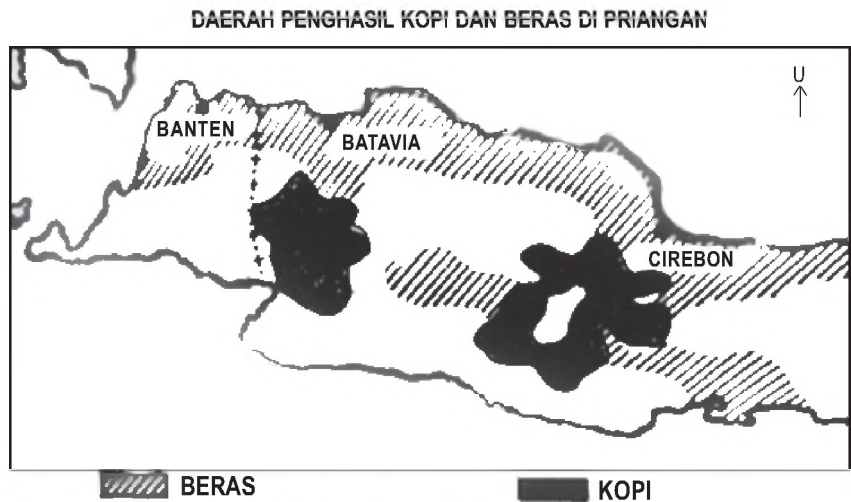 DAERAH PENGHASIL KOPI DAN BERAS DI PRIANGAN
U
BANTEN
BATAVIA
CIREBON
BERAS
KOPI